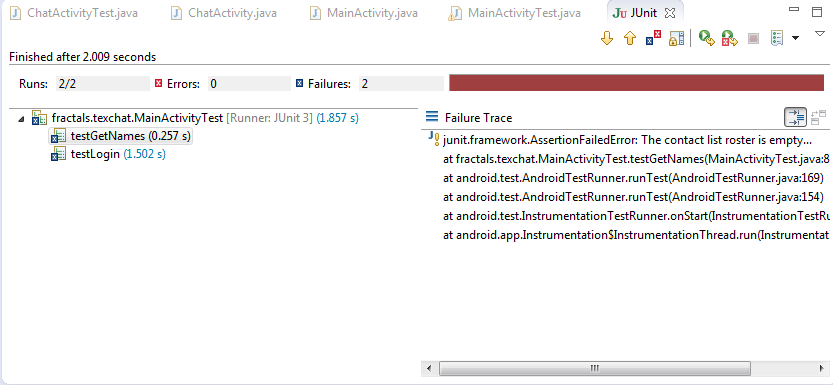 ChatActivityTest.java ChatActivity.java MainActivity.java MainActivityTest.java JUnit
Finished after 2.009 seconds
Runs: 2/2 Errors: 0 Failures: 2
fractals.texchat.MainActivityTest [Runner: JUnit 3] (1.857 s)
testGetNames (0.257 s)
testLogin (1.502 s)
Failure Trace
junit.framework.AssertionFailedError: The contact list roster is empty...
at fractals.texchat.MainActivityTest.testGetNames(MainActivityTest.java:8
at android.test.AndroidTestRunner.runTest(AndroidTestRunner.java:169)
at android.test.AndroidTestRunner.runTest(AndroidTestRunner.java:154)
at android.test.InstrumentationTestRunner.onStart(InstrumentationTestRu
at android.app.Instrumentation$InstrumentationThread.run(Instrumentat